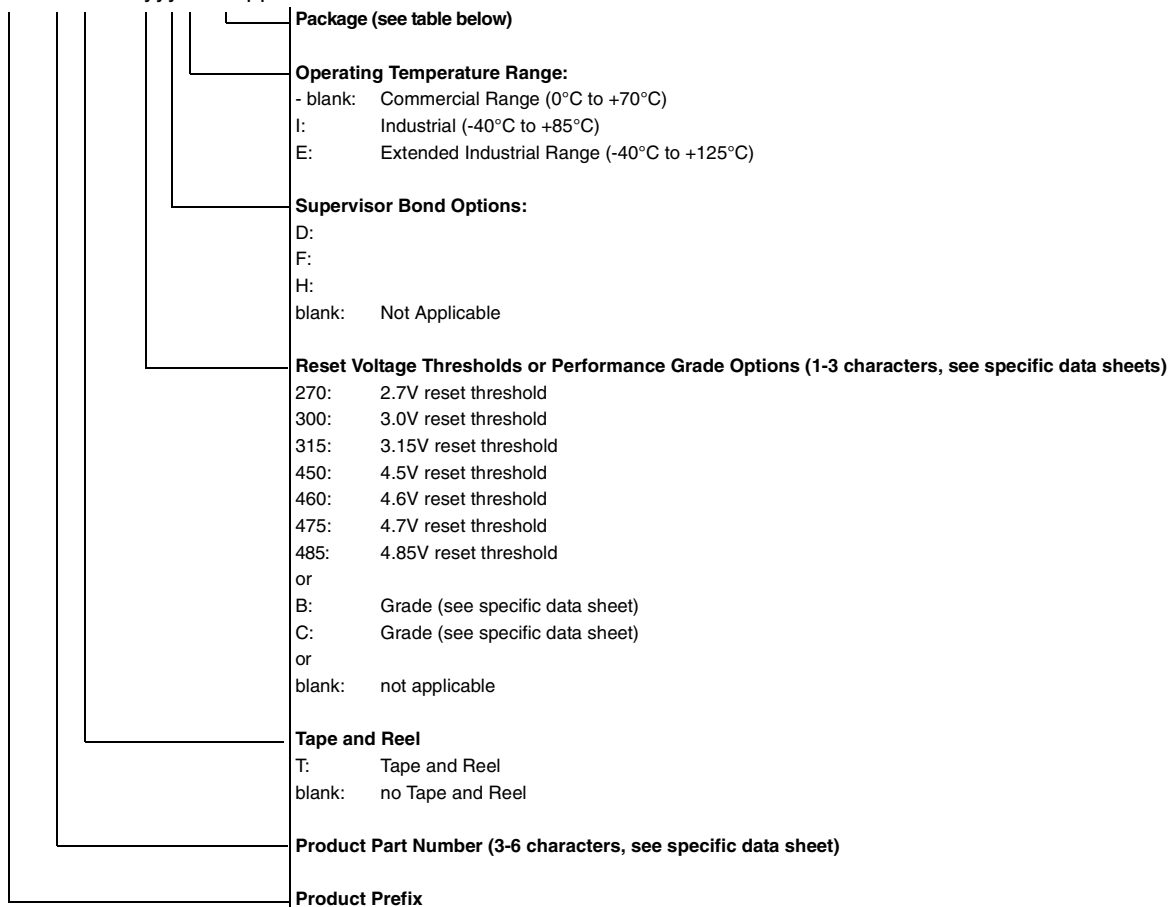 Package (see table below)
Operating Temperature Range:
- blank: Commercial Range (0°C to +70°C)
I: Industrial (-40°C to +85°C)
E: Extended Industrial Range (-40°C to +125°C)
Supervisor Bond Options:
D:
F:
H:
blank: Not Applicable
Reset Voltage Thresholds or Performance Grade Options (1-3 characters, see specific data sheets)
270: 2.7V reset threshold
300: 3.0V reset threshold
315: 3.15V reset threshold
450: 4.5V reset threshold
460: 4.6V reset threshold
475: 4.7V reset threshold
485: 4.85V reset threshold
or
B: Grade (see specific data sheet)
C: Grade (see specific data sheet)
or
blank: not applicable
Tape and Reel
T: Tape and Reel
blank: no Tape and Reel
Product Part Number (3-6 characters, see specific data sheet)
Product Prefix